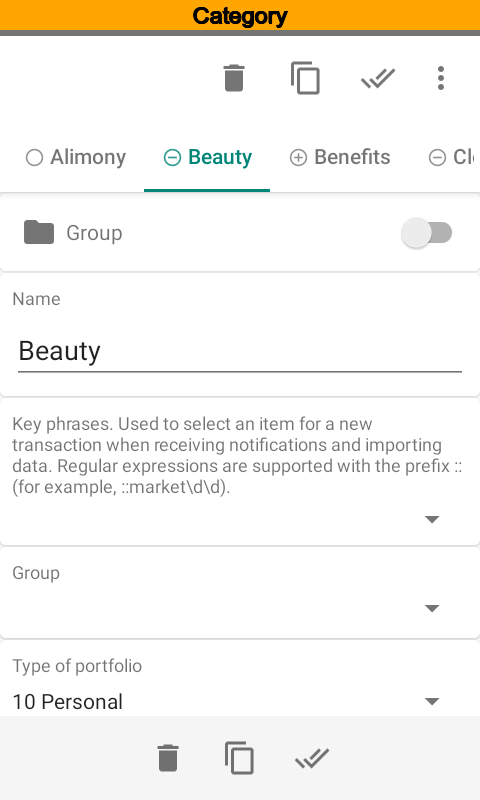 Category
Alimony Beauty Benefits Cl
Group
Name
Beauty
Key phrases. Used to select an item for a new
transaction when receiving notifications and importing
data. Regular expressions are supported with the prefix ::
(for example, ::market\d\d).
Group
Type of portfolio
10 Personal